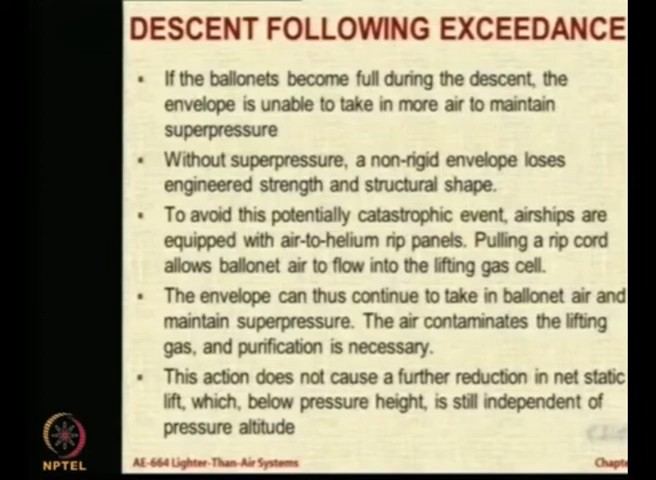 DESCENT FOLLOWING EXCEEDANCE
▪ If the ballonets become full during the descent, the
envelope is unable to take in more air to maintain
superpressure
▪ Without superpressure, a non-rigid envelope loses
engineered strength and structural shape.
▪ To avoid this potentially catastrophic event, airships are
equipped with air-to-helium rip panels. Pulling a rip cord
allows ballonet air to flow into the lifting gas cell.
▪ The envelope can thus continue to take in ballonet air and
maintain superpressure. The air contaminates the lifting
gas, and purification is necessary.
▪ This action does not cause a further reduction in net static
lift, which, below pressure height, is still independent of
pressure altitude
NPTEL
AE-664 Lighter-Than-Air Systems
Chapte